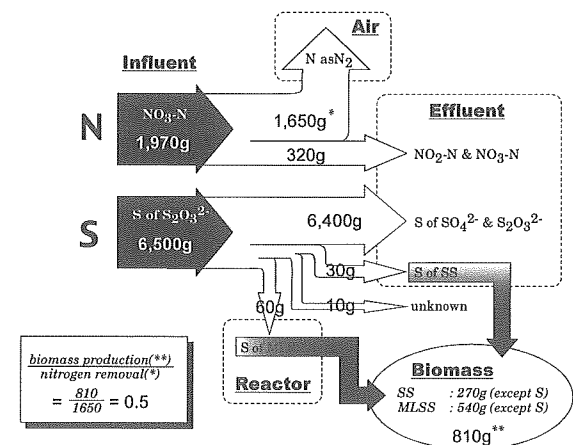 Air
Influent
N as N₂
N
NO₃-N
1,970g
1,650g*
320g
Effluent
NO₂-N & NO₃-N
S
S of S₂O₃²⁻
6,500g
6,400g
S of SO₄²⁻ & S₂O₃²⁻
30g
S of SS
10g
unknown
60g
S of
Reactor
biomass production(**)
nitrogen removal(*)
= 810
1650 = 0.5
Biomass
SS : 270g (except S)
MLSS : 540g (except S)
810g**